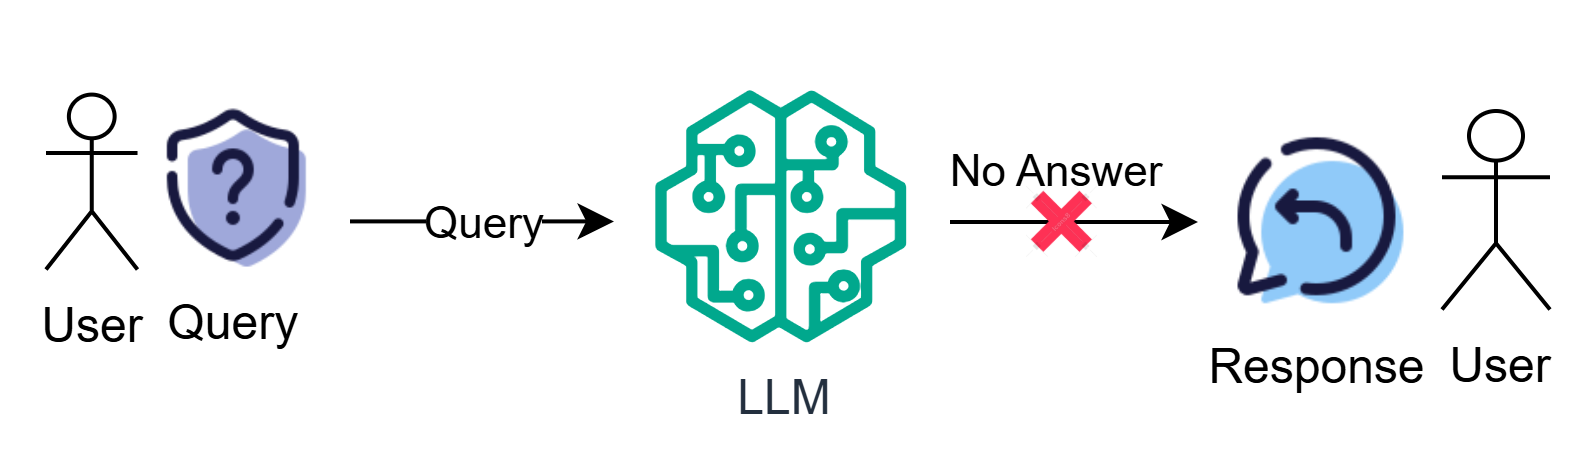 User
Query
Query
LLM
No Answer
Response
User